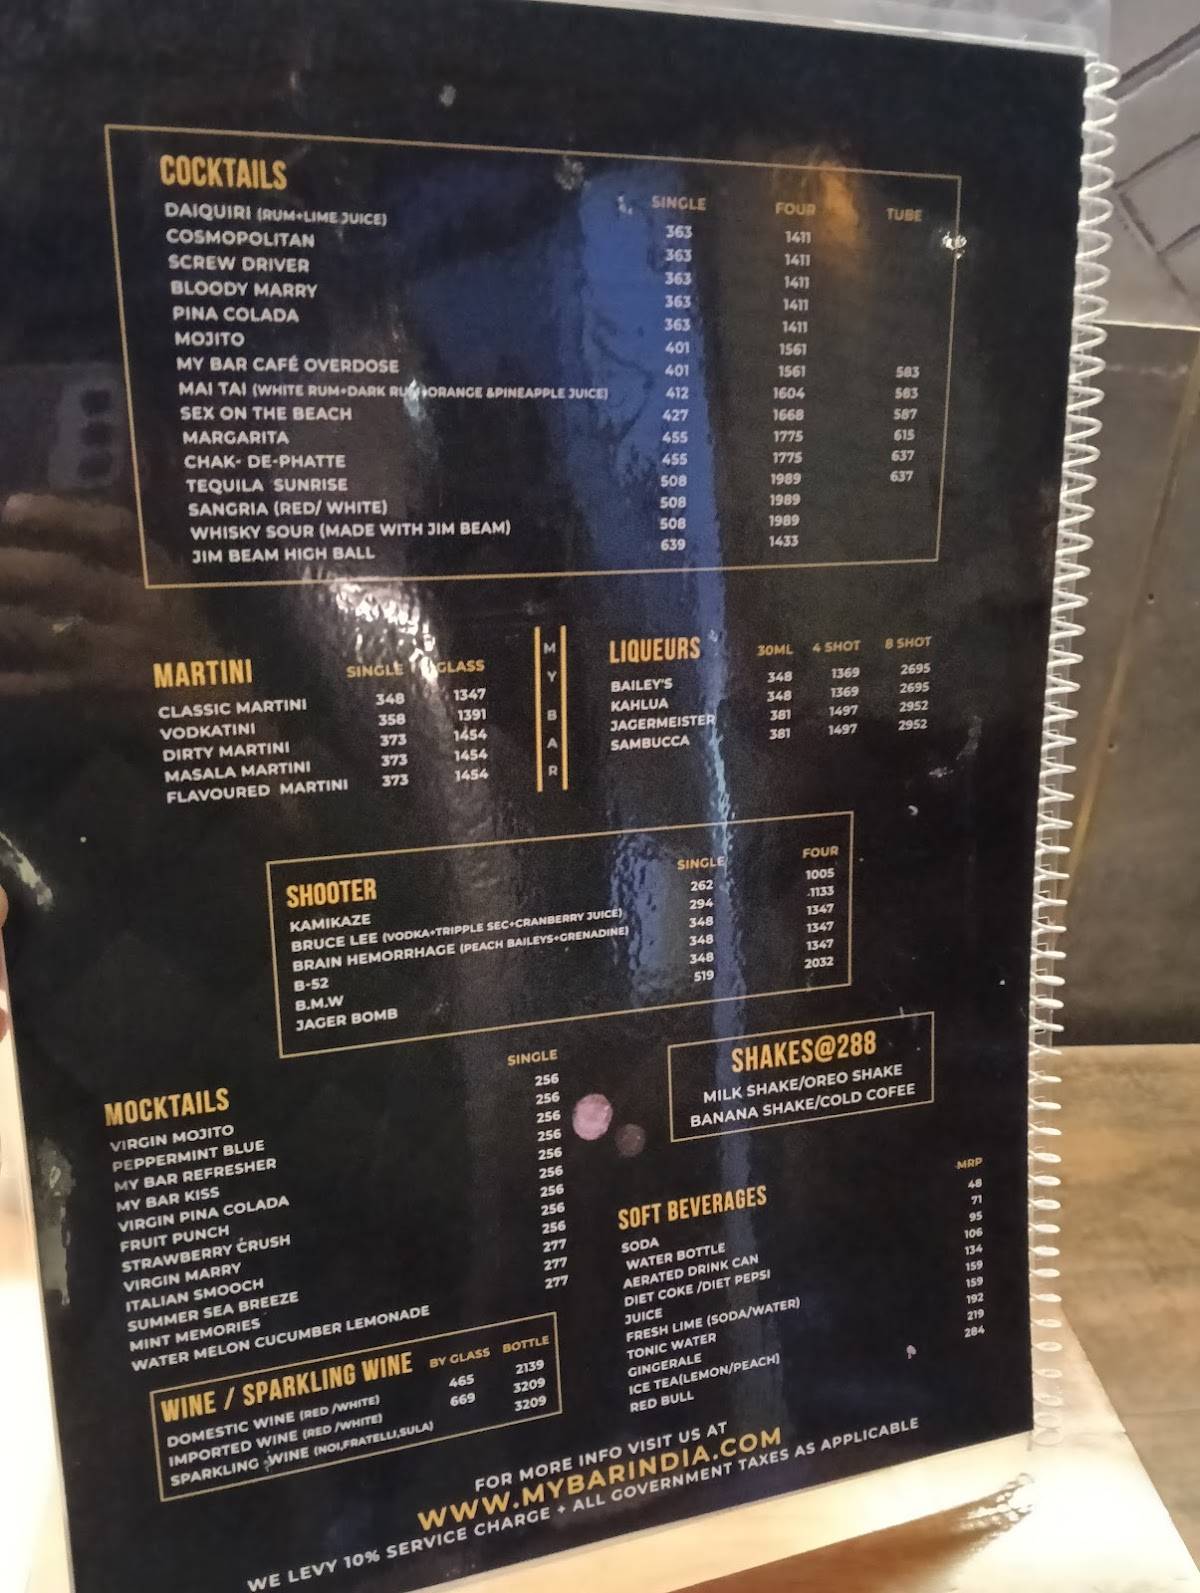 COCKTAILS SINGLE FOUR TUBE
DAIQUIRI (RUM+LIME JUICE) 363 1411
COSMOPOLITAN 363 1411
SCREW DRIVER 363 1411
BLOODY MARRY 363 1411
PINA COLADA 363 1411
MOJITO 401 1561
MY BAR CAFÉ OVERDOSE 401 1561 583
MAI TAI (WHITE RUM+DARK RUM+ORANGE &PINEAPPLE JUICE) 412 1604 583
SEX ON THE BEACH 427 1668 587
MARGARITA 455 1775 615
CHAK- DE-PHATTE 455 1775 637
TEQUILA SUNRISE 508 1989 637
SANGRIA (RED/ WHITE) 508 1989
WHISKY SOUR (MADE WITH JIM BEAM) 508 1989
JIM BEAM HIGH BALL 639 1433
MARTINI SINGLE GLASS
CLASSIC MARTINI 348 1347
VODKATINI 358 1391
DIRTY MARTINI 373 1454
MASALA MARTINI 373 1454
FLAVOURED MARTINI 373 1454
MY BAR
LIQUEURS 30ML 4 SHOT 8 SHOT
BAILEY'S 348 1369 2695
KAHLUA 348 1369 2695
JAGERMEISTER 381 1497 2952
SAMBUCCA 381 1497 2952
SHOOTER SINGLE FOUR
KAMIKAZE 262 1005
BRUCE LEE (VODKA+TRIPPLE SEC+CRANBERRY JUICE) 294 1133
BRAIN HEMORRHAGE (PEACH BAILEYS+GRENADINE) 348 1347
B-52 348 1347
B.M.W 348 1347
JAGER BOMB 519 2032
MOCKTAILS SINGLE
VIRGIN MOJITO 256
PEPPERMINT BLUE 256
MY BAR REFRESHER 256
MY BAR KISS 256
VIRGIN PINA COLADA 256
FRUIT PUNCH 256
STRAWBERRY CRUSH 256
VIRGIN MARRY 256
ITALIAN SMOOCH 256
SUMMER SEA BREEZE 277
MINT MEMORIES 277
WATER MELON CUCUMBER LEMONADE 277
SHAKES@288
MILK SHAKE/OREO SHAKE
BANANA SHAKE/COLD COFEE
SOFT BEVERAGES MRP
SODA 48
WATER BOTTLE 71
AERATED DRINK CAN 95
DIET COKE /DIET PEPSI 106
JUICE 134
FRESH LIME (SODA/WATER) 159
TONIC WATER 159
GINGERALE 192
ICE TEA(LEMON/PEACH) 219
RED BULL 284
WINE / SPARKLING WINE BY GLASS BOTTLE
DOMESTIC WINE (RED /WHITE) 465 2139
IMPORTED WINE (RED /WHITE) 669 3209
SPARKLING WINE (NOI,FRATELLI,SULA) 3209
FOR MORE INFO VISIT US AT
WWW.MYBARINDIA.COM
WE LEVY 10% SERVICE CHARGE + ALL GOVERNMENT TAXES AS APPLICABLE